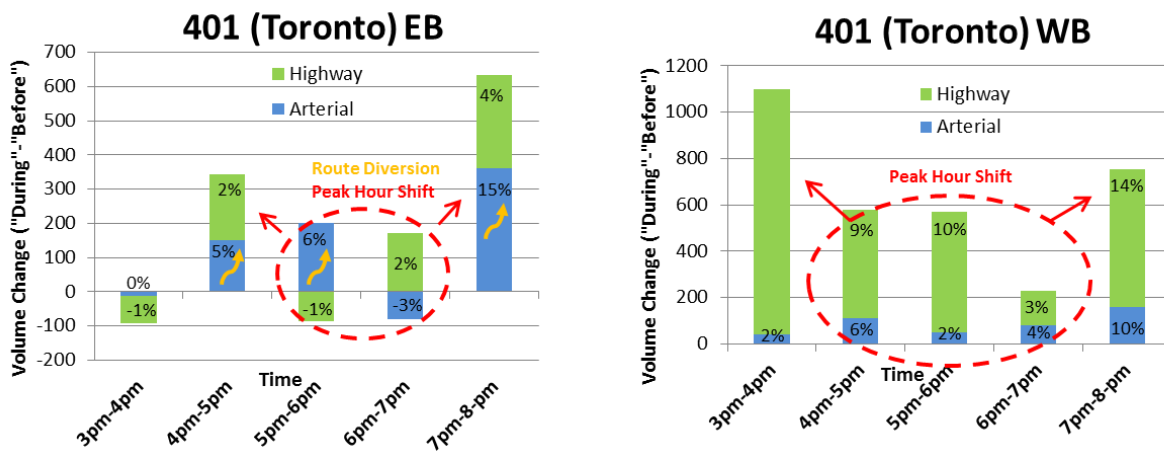 401 (Toronto) EB
Volume Change ("During"-"Before")
700
600
500
400
300
200
100
0
-100
-200
Highway
Arterial
Route Diversion
Peak Hour Shift
0%
-1%
2%
5%
6%
-1%
2%
-3%
4%
15%
Time
3pm-4pm
4pm-5pm
5pm-6pm
6pm-7pm
7pm-8-pm
401 (Toronto) WB
Volume Change ("During"-"Before")
1200
1000
800
600
400
200
0
Highway
Arterial
Peak Hour Shift
2%
9%
6%
10%
2%
3%
4%
14%
10%
Time
3pm-4pm
4pm-5pm
5pm-6pm
6pm-7pm
7pm-8-pm